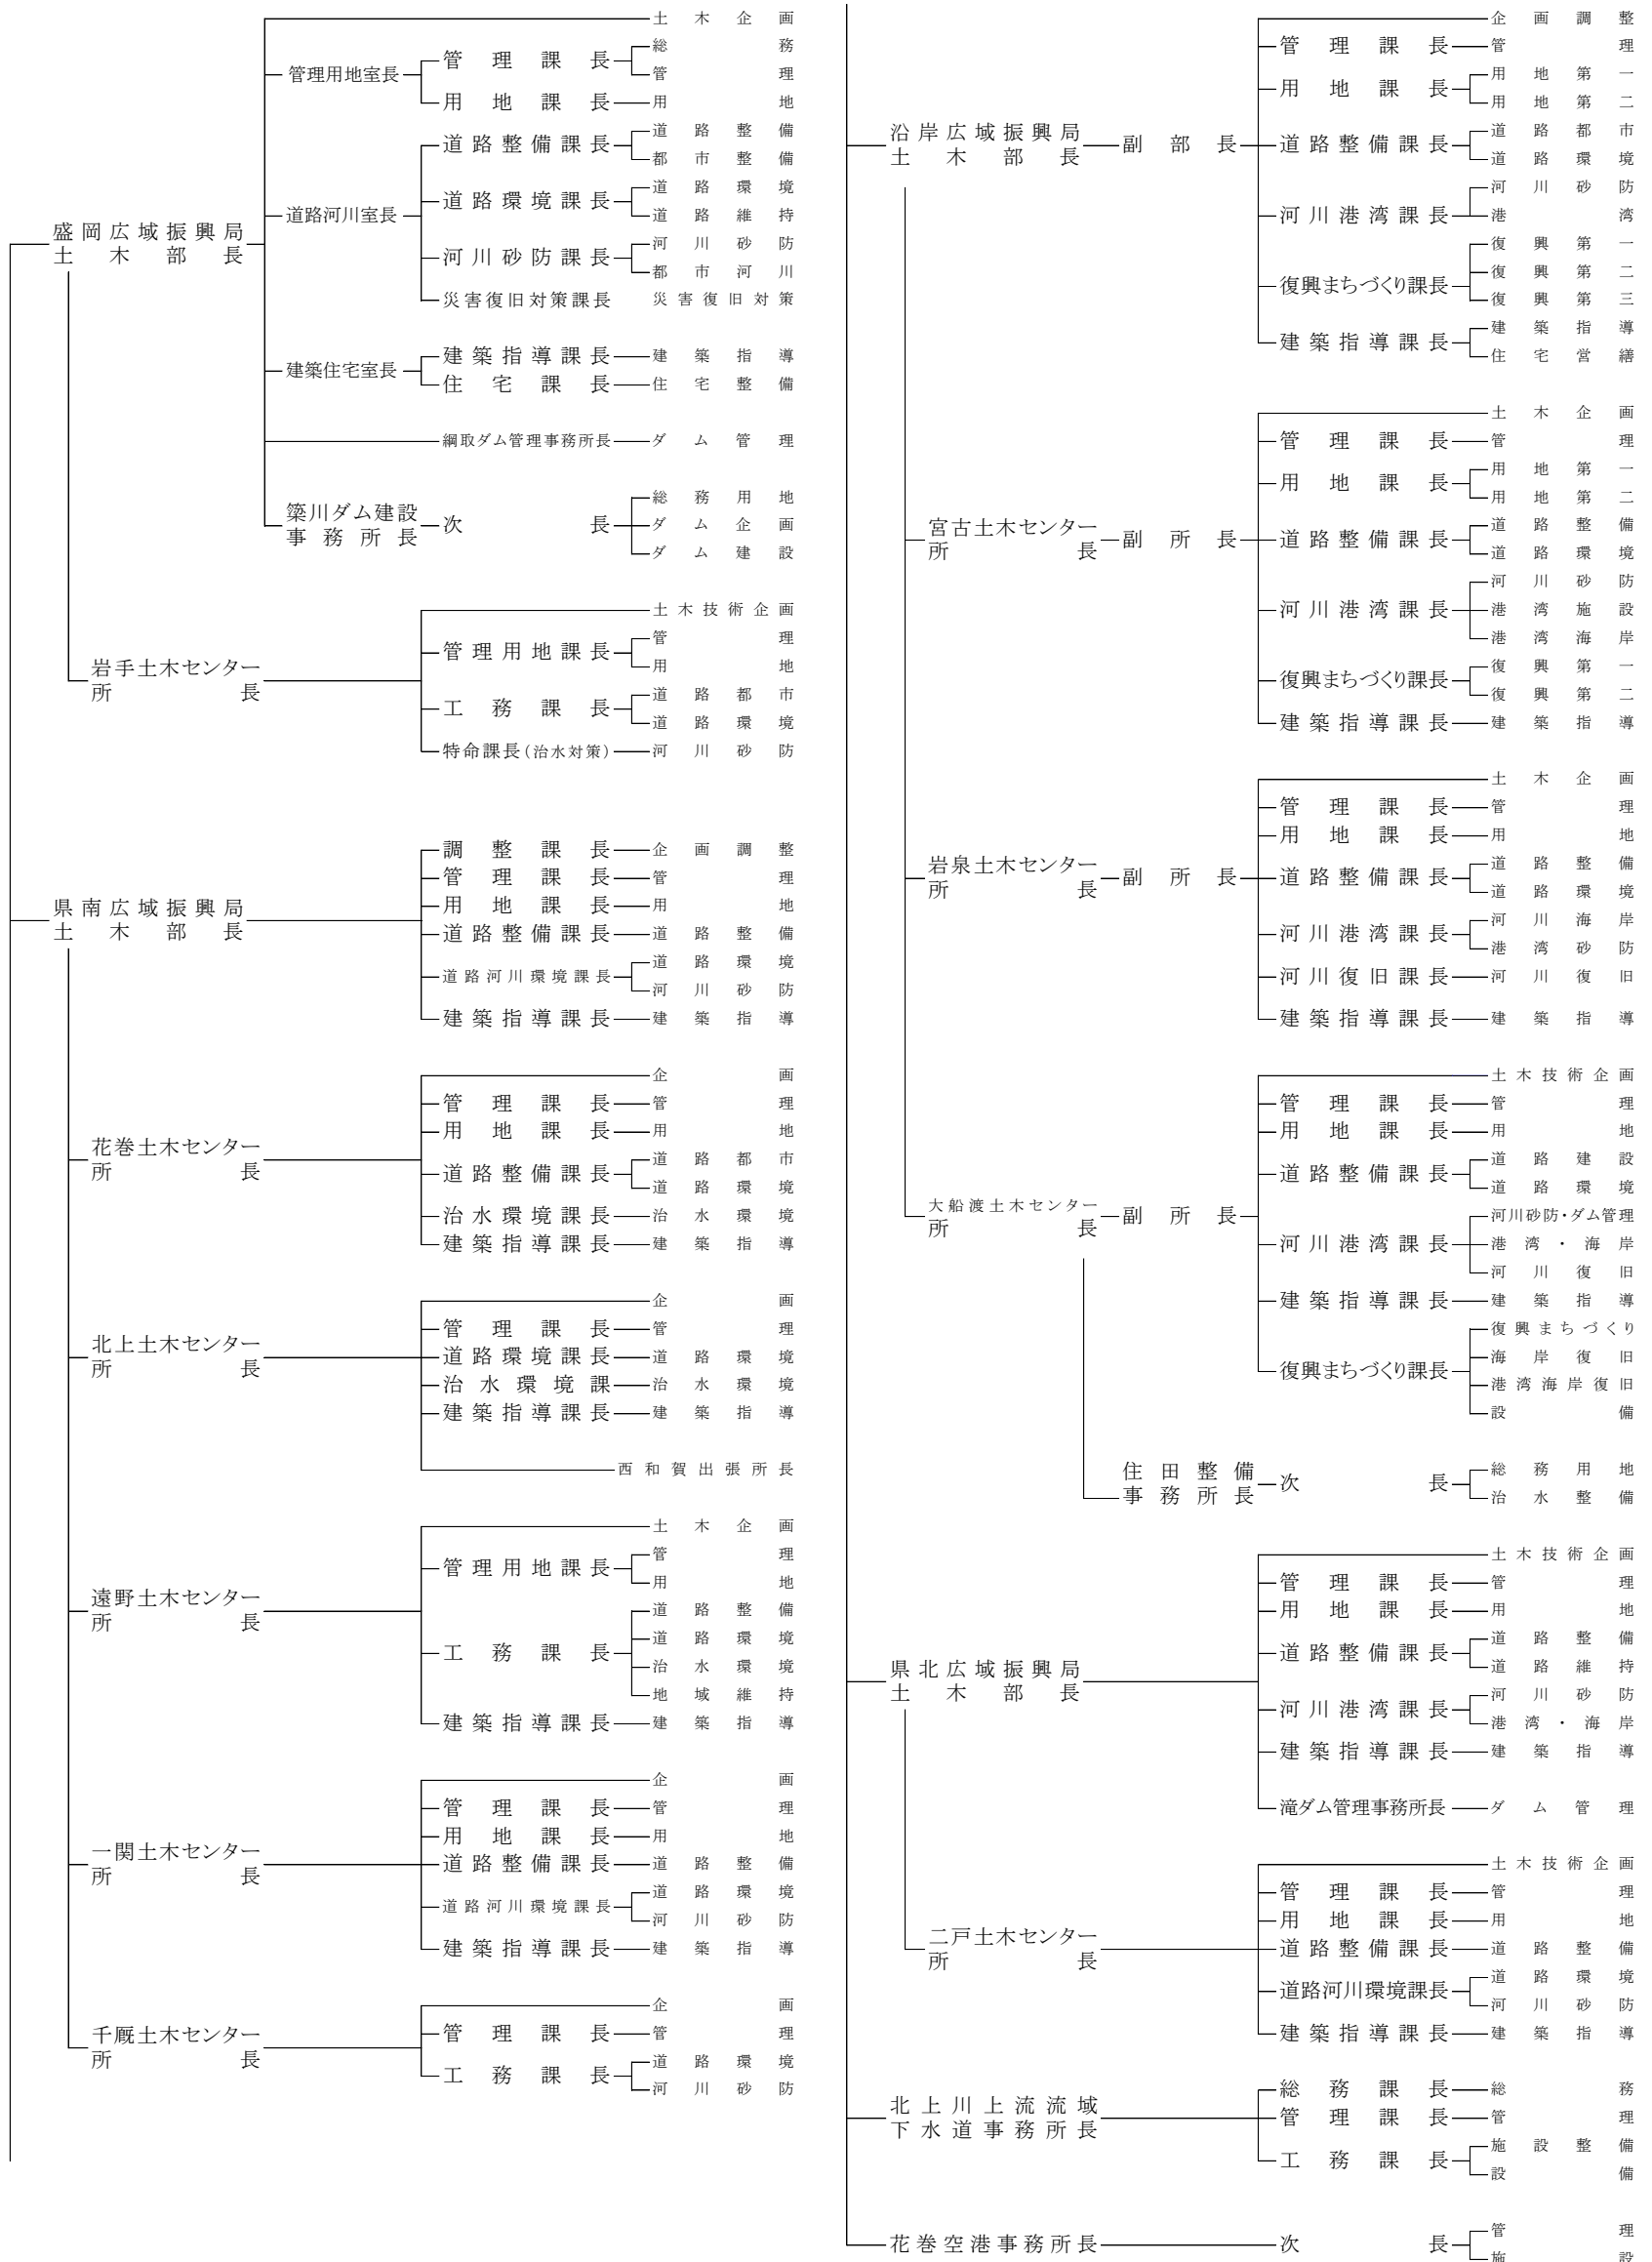 土木企画
管理用地室長
管理課長
総務
管理
用地課長
用地
盛岡広域振興局
土木部長
道路河川室長
道路整備課長
道路整備
都市整備
道路環境課長
道路環境
道路維持
河川砂防課長
河川砂防
都市河川
災害復旧対策課長
災害復旧対策
建築住宅室長
建築指導課長
建築指導
住宅課長
住宅整備
綱取ダム管理事務所長
ダム管理
簗川ダム建設
事務所長
次長
総務用地
ダム企画
ダム建設
岩手土木センター
所長
土木技術企画
管理用地課長
管理
用地
工務課長
道路都市
道路環境
特命課長(治水対策)
河川砂防
県南広域振興局
土木部長
調整課長
企画調整
管理課長
管理
用地課長
用地
道路整備課長
道路整備
道路河川環境課長
道路環境
河川砂防
建築指導課長
建築指導
花巻土木センター
所長
企画
管理課長
管理
用地課長
用地
道路整備課長
道路都市
道路環境
治水環境課長
治水環境
建築指導課長
建築指導
北上土木センター
所長
企画
管理課長
管理
道路環境課長
道路環境
治水環境課
治水環境
建築指導課長
建築指導
西和賀出張所長
遠野土木センター
所長
土木企画
管理用地課長
管理
用地
工務課長
道路整備
道路環境
治水環境
地域維持
建築指導課長
建築指導
一関土木センター
所長
企画
管理課長
管理
用地課長
用地
道路整備課長
道路整備
道路河川環境課長
道路環境
河川砂防
建築指導課長
建築指導
千厩土木センター
所長
企画
管理課長
管理
工務課長
道路環境
河川砂防
沿岸広域振興局
土木部長
副部長
企画調整
管理課長
管理
用地課長
用地第一
用地第二
道路整備課長
道路都市
道路環境
河川港湾課長
河川砂防
港湾
復興まちづくり課長
復興第一
復興第二
復興第三
建築指導課長
建築指導
住宅営繕
宮古土木センター
所長
副所長
土木企画
管理課長
管理
用地課長
用地第一
用地第二
道路整備課長
道路整備
道路環境
河川港湾課長
河川砂防
港湾施設
港湾海岸
復興まちづくり課長
復興第一
復興第二
建築指導課長
建築指導
岩泉土木センター
所長
副所長
土木企画
管理課長
管理
用地課長
用地
道路整備課長
道路整備
道路環境
河川港湾課長
河川海岸
港湾砂防
河川復旧課長
河川復旧
建築指導課長
建築指導
大船渡土木センター
所長
副所長
土木技術企画
管理課長
管理
用地課長
用地
道路整備課長
道路建設
道路環境
河川港湾課長
河川砂防・ダム管理
港湾・海岸
河川復旧
建築指導課長
建築指導
復興まちづくり課長
復興まちづくり
海岸復旧
港湾海岸復旧
設備
住田整備
事務所長
次長
総務用地
治水整備
県北広域振興局
土木部長
土木技術企画
管理課長
管理
用地課長
用地
道路整備課長
道路整備
道路維持
河川港湾課長
河川砂防
港湾・海岸
建築指導課長
建築指導
滝ダム管理事務所長
ダム管理
二戸土木センター
所長
土木技術企画
管理課長
管理
用地課長
用地
道路整備課長
道路整備
道路河川環境課長
道路環境
河川砂防
建築指導課長
建築指導
北上川上流流域
下水道事務所長
総務課長
総務
管理課長
管理
工務課長
施設整備
設備
花巻空港事務所長
次長
管理
施設